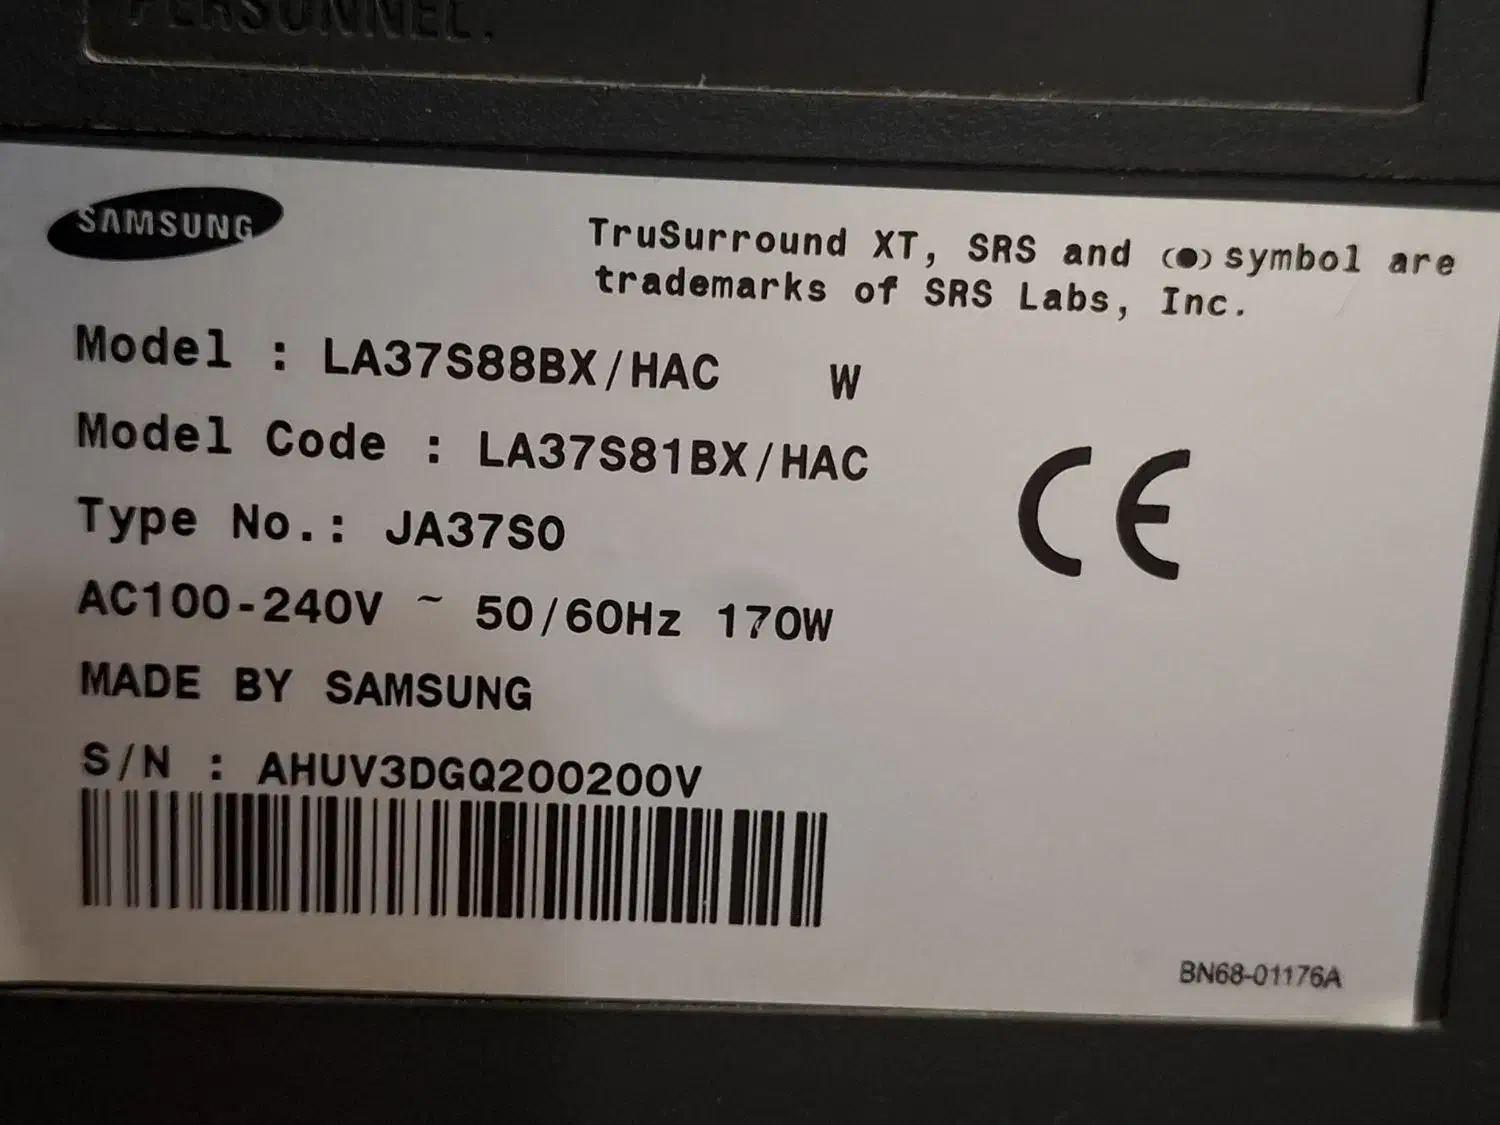 PERSONNEL.
SAMSUNG
TruSurround XT, SRS and (●) symbol are
trademarks of SRS Labs, Inc.
Model : LA37S88BX/HAC W
Model Code : LA37S81BX/HAC
Type No.: JA37S0
CE
AC100-240V ~ 50/60Hz 170W
MADE BY SAMSUNG
S/N : AHUV3DGQ200200V
BN68-01176A